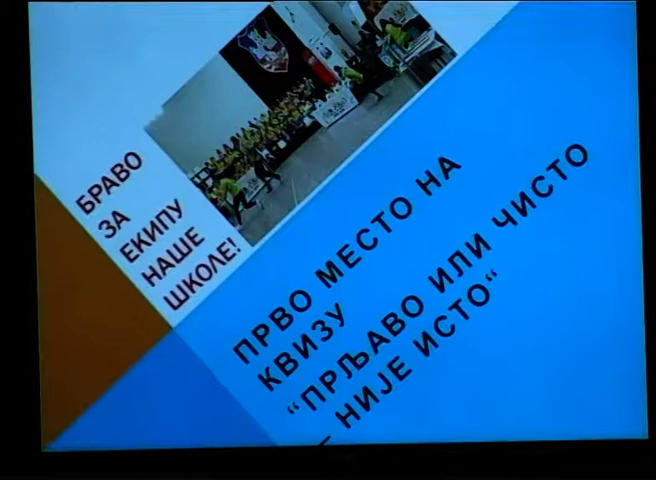 БРАВО
ЗА
ЕКИПУ
НАШЕ
ШКОЛЕ!
ПРВО МЕСТО НА
КВИЗУ
“ПРЉАВО ИЛИ ЧИСТО
– НИЈЕ ИСТО“